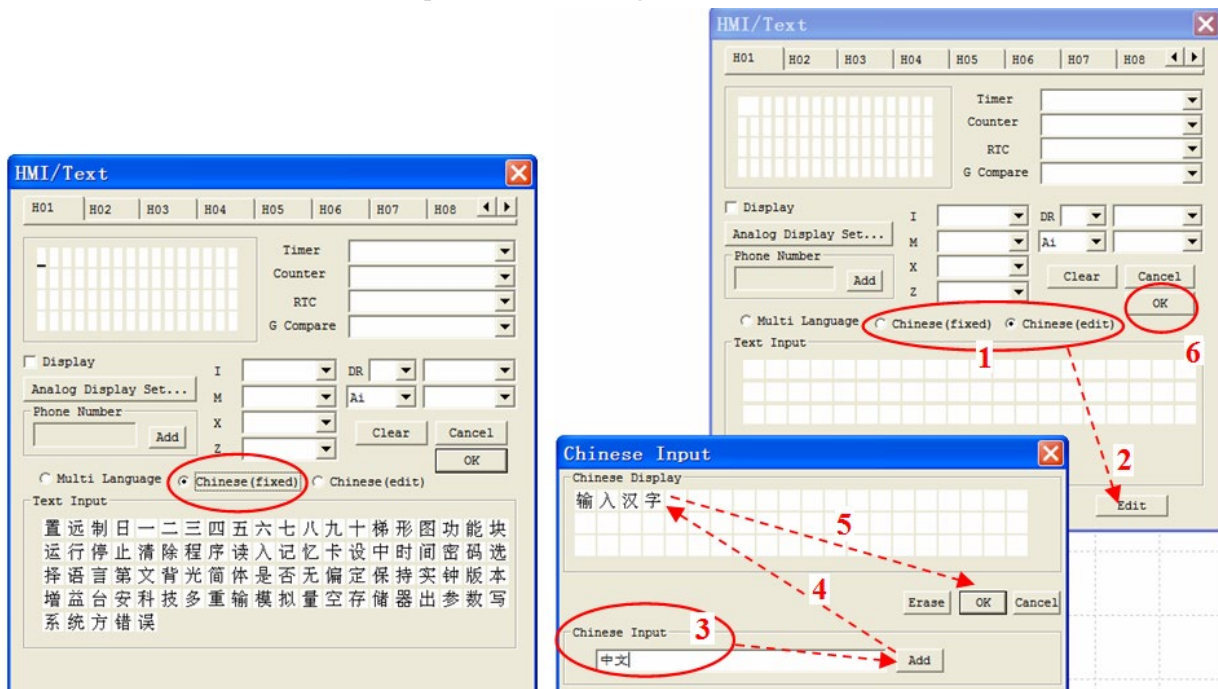 HMI/Text
H01 H02 H03 H04 H05 H06 H07 H08
Timer
Counter
RTC
G Compare
Display
I
DR
Analog Display Set...
M
Ai
Phone Number
X
Add
Clear
Cancel
Z
OK
Multi Language
Chinese(fixed)
Chinese(edit)
Text Input
置远制日一二三四五六七八九十梯形图功能块
运行停止清除程序读入记忆卡设中时间密码选
择语言第文背光简体是否无偏定保持实钟版本
增益台安科技多重输模拟量空存储器出参数写
系统方错误
HMI/Text
H01 H02 H03 H04 H05 H06 H07 H08
Timer
Counter
RTC
G Compare
Display
I
DR
Analog Display Set...
M
Ai
Phone Number
X
Add
Clear
Cancel
Z
OK
Multi Language
Chinese(fixed)
Chinese(edit)
6
Text Input
1
2
Edit
Chinese Input
Chinese Display
输入汉字
5
4
Erase
OK
Cancel
Chinese Input
3
中文
Add